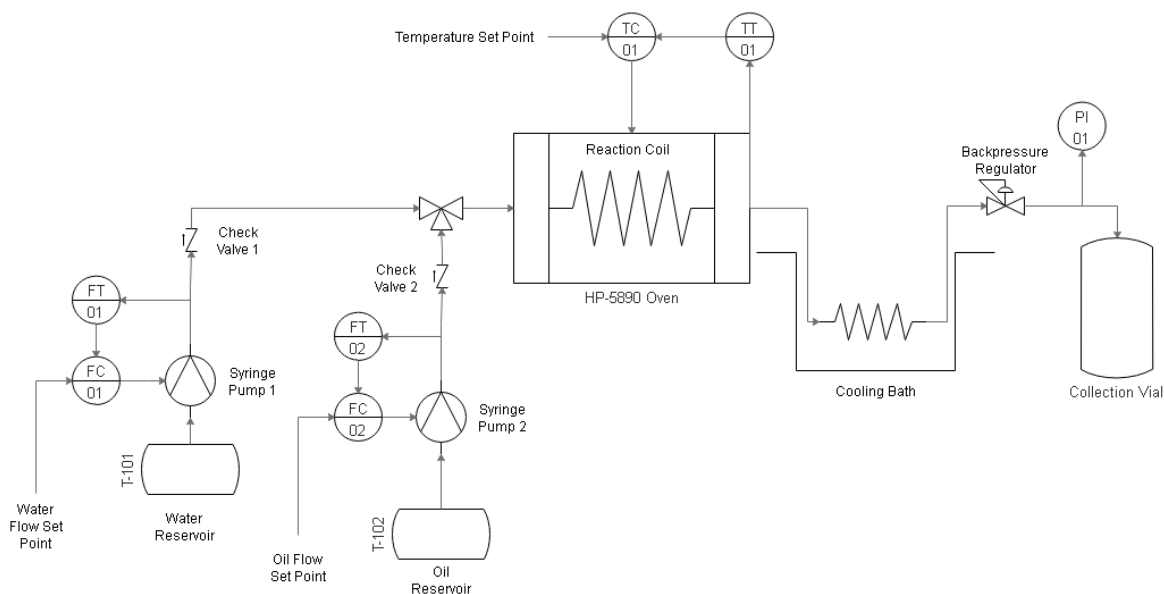 Temperature Set Point
TC
01
TT
01
PI
01
Reaction Coil
Backpressure
Regulator
Check
Valve 1
Check
Valve 2
HP-5890 Oven
FT
01
FT
02
FC
01
Syringe
Pump 1
FC
02
Syringe
Pump 2
Cooling Bath
Collection Vial
T-101
Water
Flow Set
Point
Water
Reservoir
T-102
Oil Flow
Set Point
Oil
Reservoir